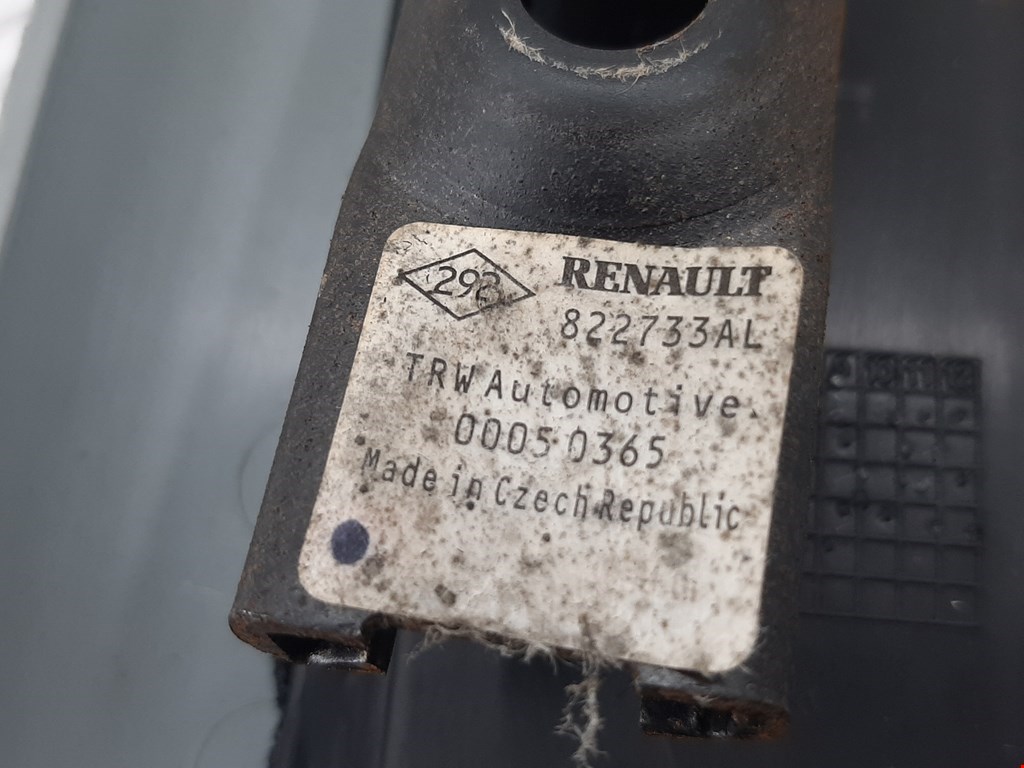 292 RENAULT
822733AL
TRW Automotive.
00050365
Made in Czech Republic